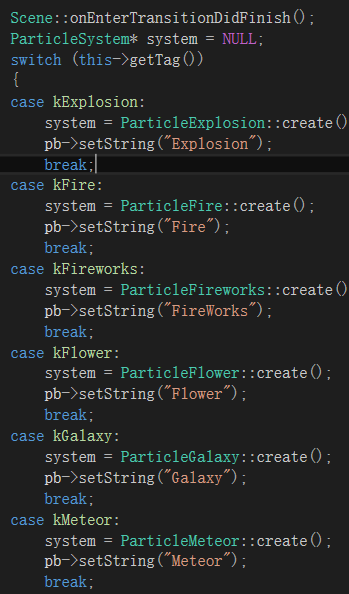 Scene::onEnterTransitionDidFinish();
ParticleSystem* system = NULL;
switch (this->getTag())
{
case kExplosion:
system = ParticleExplosion::create()
pb->setString("Explosion");
break;
case kFire:
system = ParticleFire::create();
pb->setString("Fire");
break;
case kFireworks:
system = ParticleFireworks::create()
pb->setString("FireWorks");
break;
case kFlower:
system = ParticleFlower::create();
pb->setString("Flower");
break;
case kGalaxy:
system = ParticleGalaxy::create();
pb->setString("Galaxy");
break;
case kMeteor:
system = ParticleMeteor::create();
pb->setString("Meteor");
break;